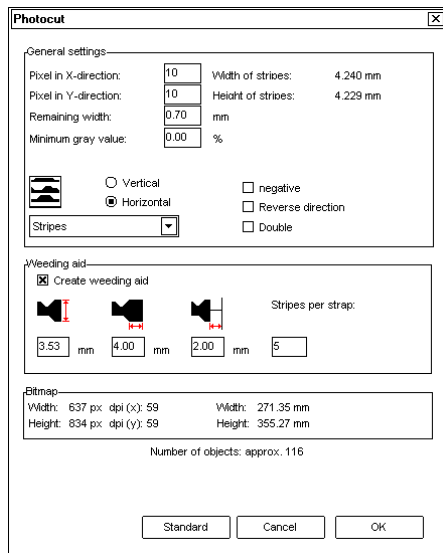 Photocut
General settings
Pixel in X-direction: 10 Width of stripes: 4.240 mm
Pixel in Y-direction: 10 Height of stripes: 4.229 mm
Remaining width: 0.70 mm
Minimum gray value: 0.00 %
Vertical negative
Horizontal Reverse direction
Stripes Double
Weeding aid
Create weeding aid
Stripes per strap:
3.53 mm 4.00 mm 2.00 mm 5
Bitmap
Width: 637 px dpi (x): 59 Width: 271.35 mm
Height: 834 px dpi (y): 59 Height: 355.27 mm
Number of objects: approx. 116
Standard Cancel OK